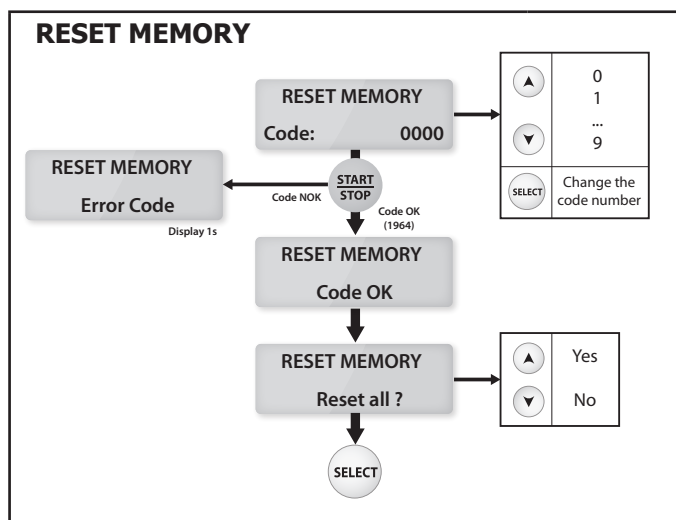 RESET MEMORY
RESET MEMORY
Code: 0000
0
1
...
9
SELECT
Change the
code number
START
STOP
Code NOK
RESET MEMORY
Error Code
Display 1s
Code OK
(1964)
RESET MEMORY
Code OK
RESET MEMORY
Reset all ?
Yes
No
SELECT